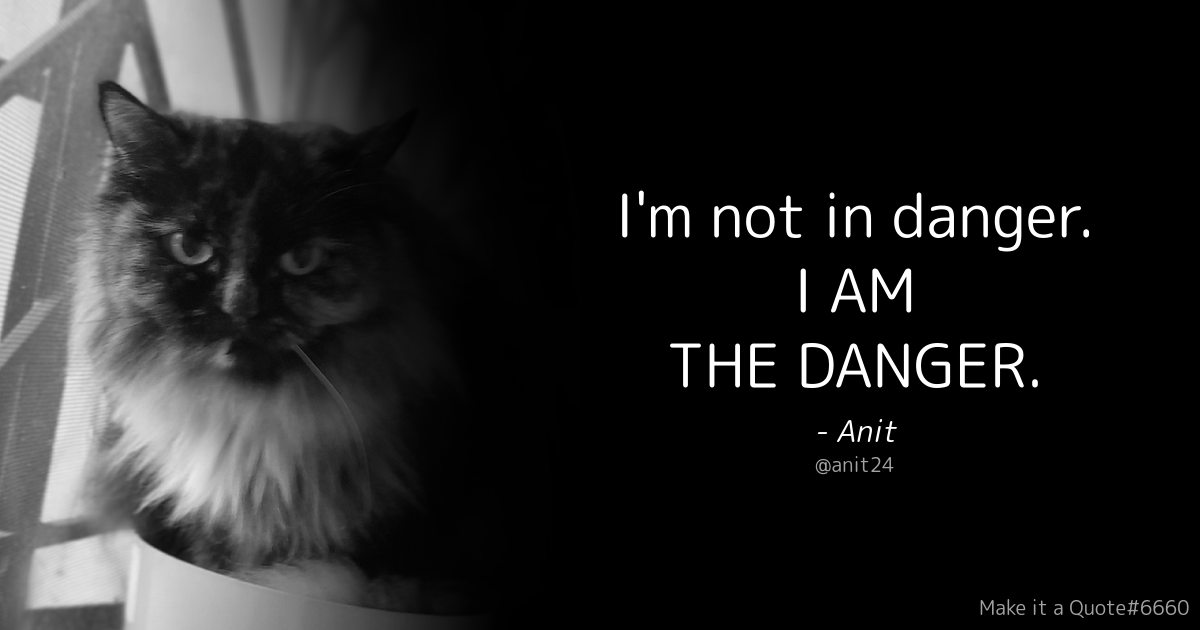 I'm not in danger.
I AM
THE DANGER.
- Anit
@anit24
Make it a Quote#6660